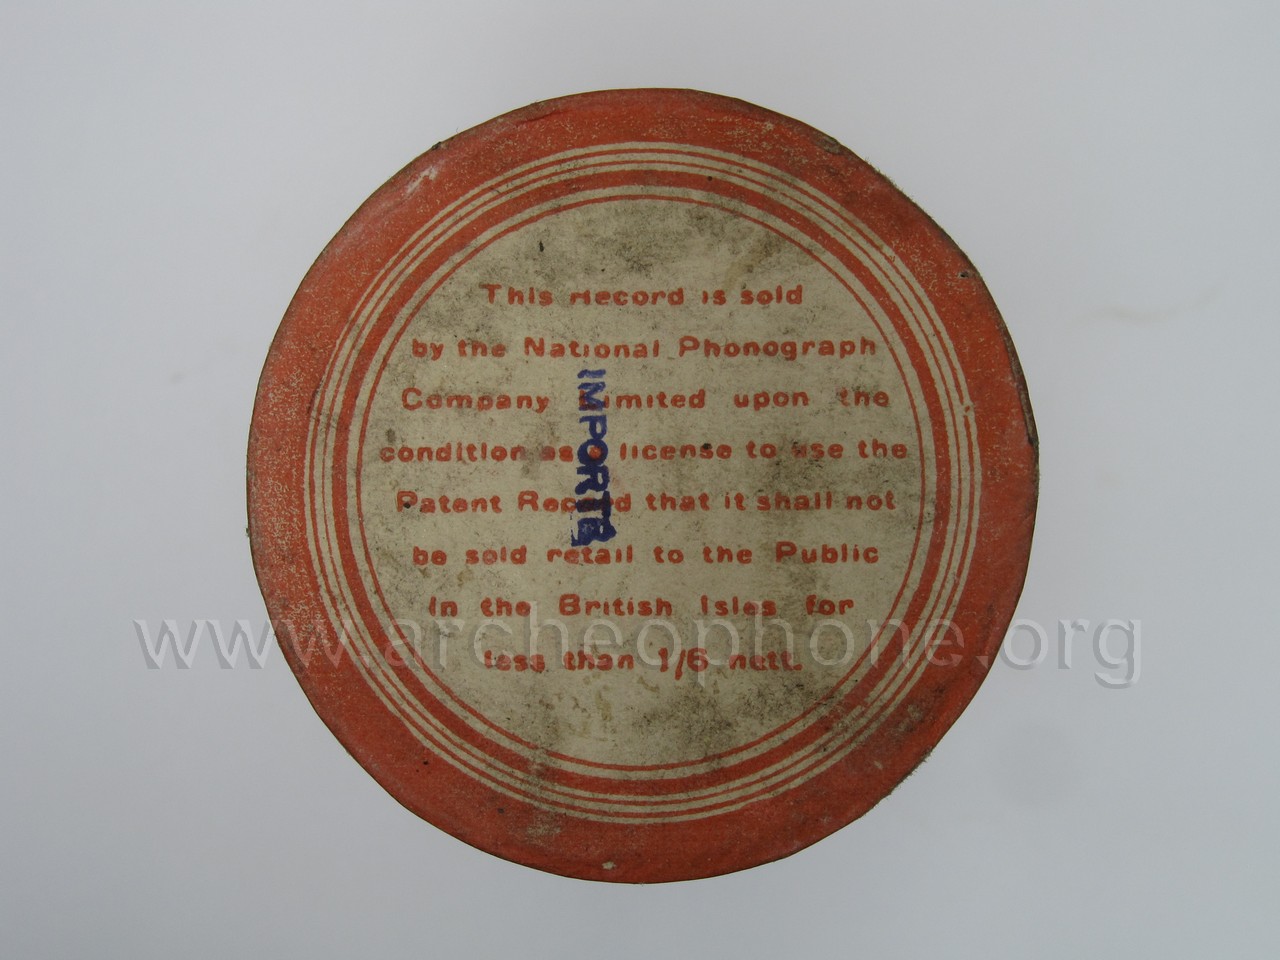 This Record is sold
by the National Phonograph
Company Limited upon the
condition as a license to use the
Patent Record that it shall not
be sold retail to the Public
in the British Isles for
less than 1/6 nett.
IMPORTÉ
www.archeophone.org